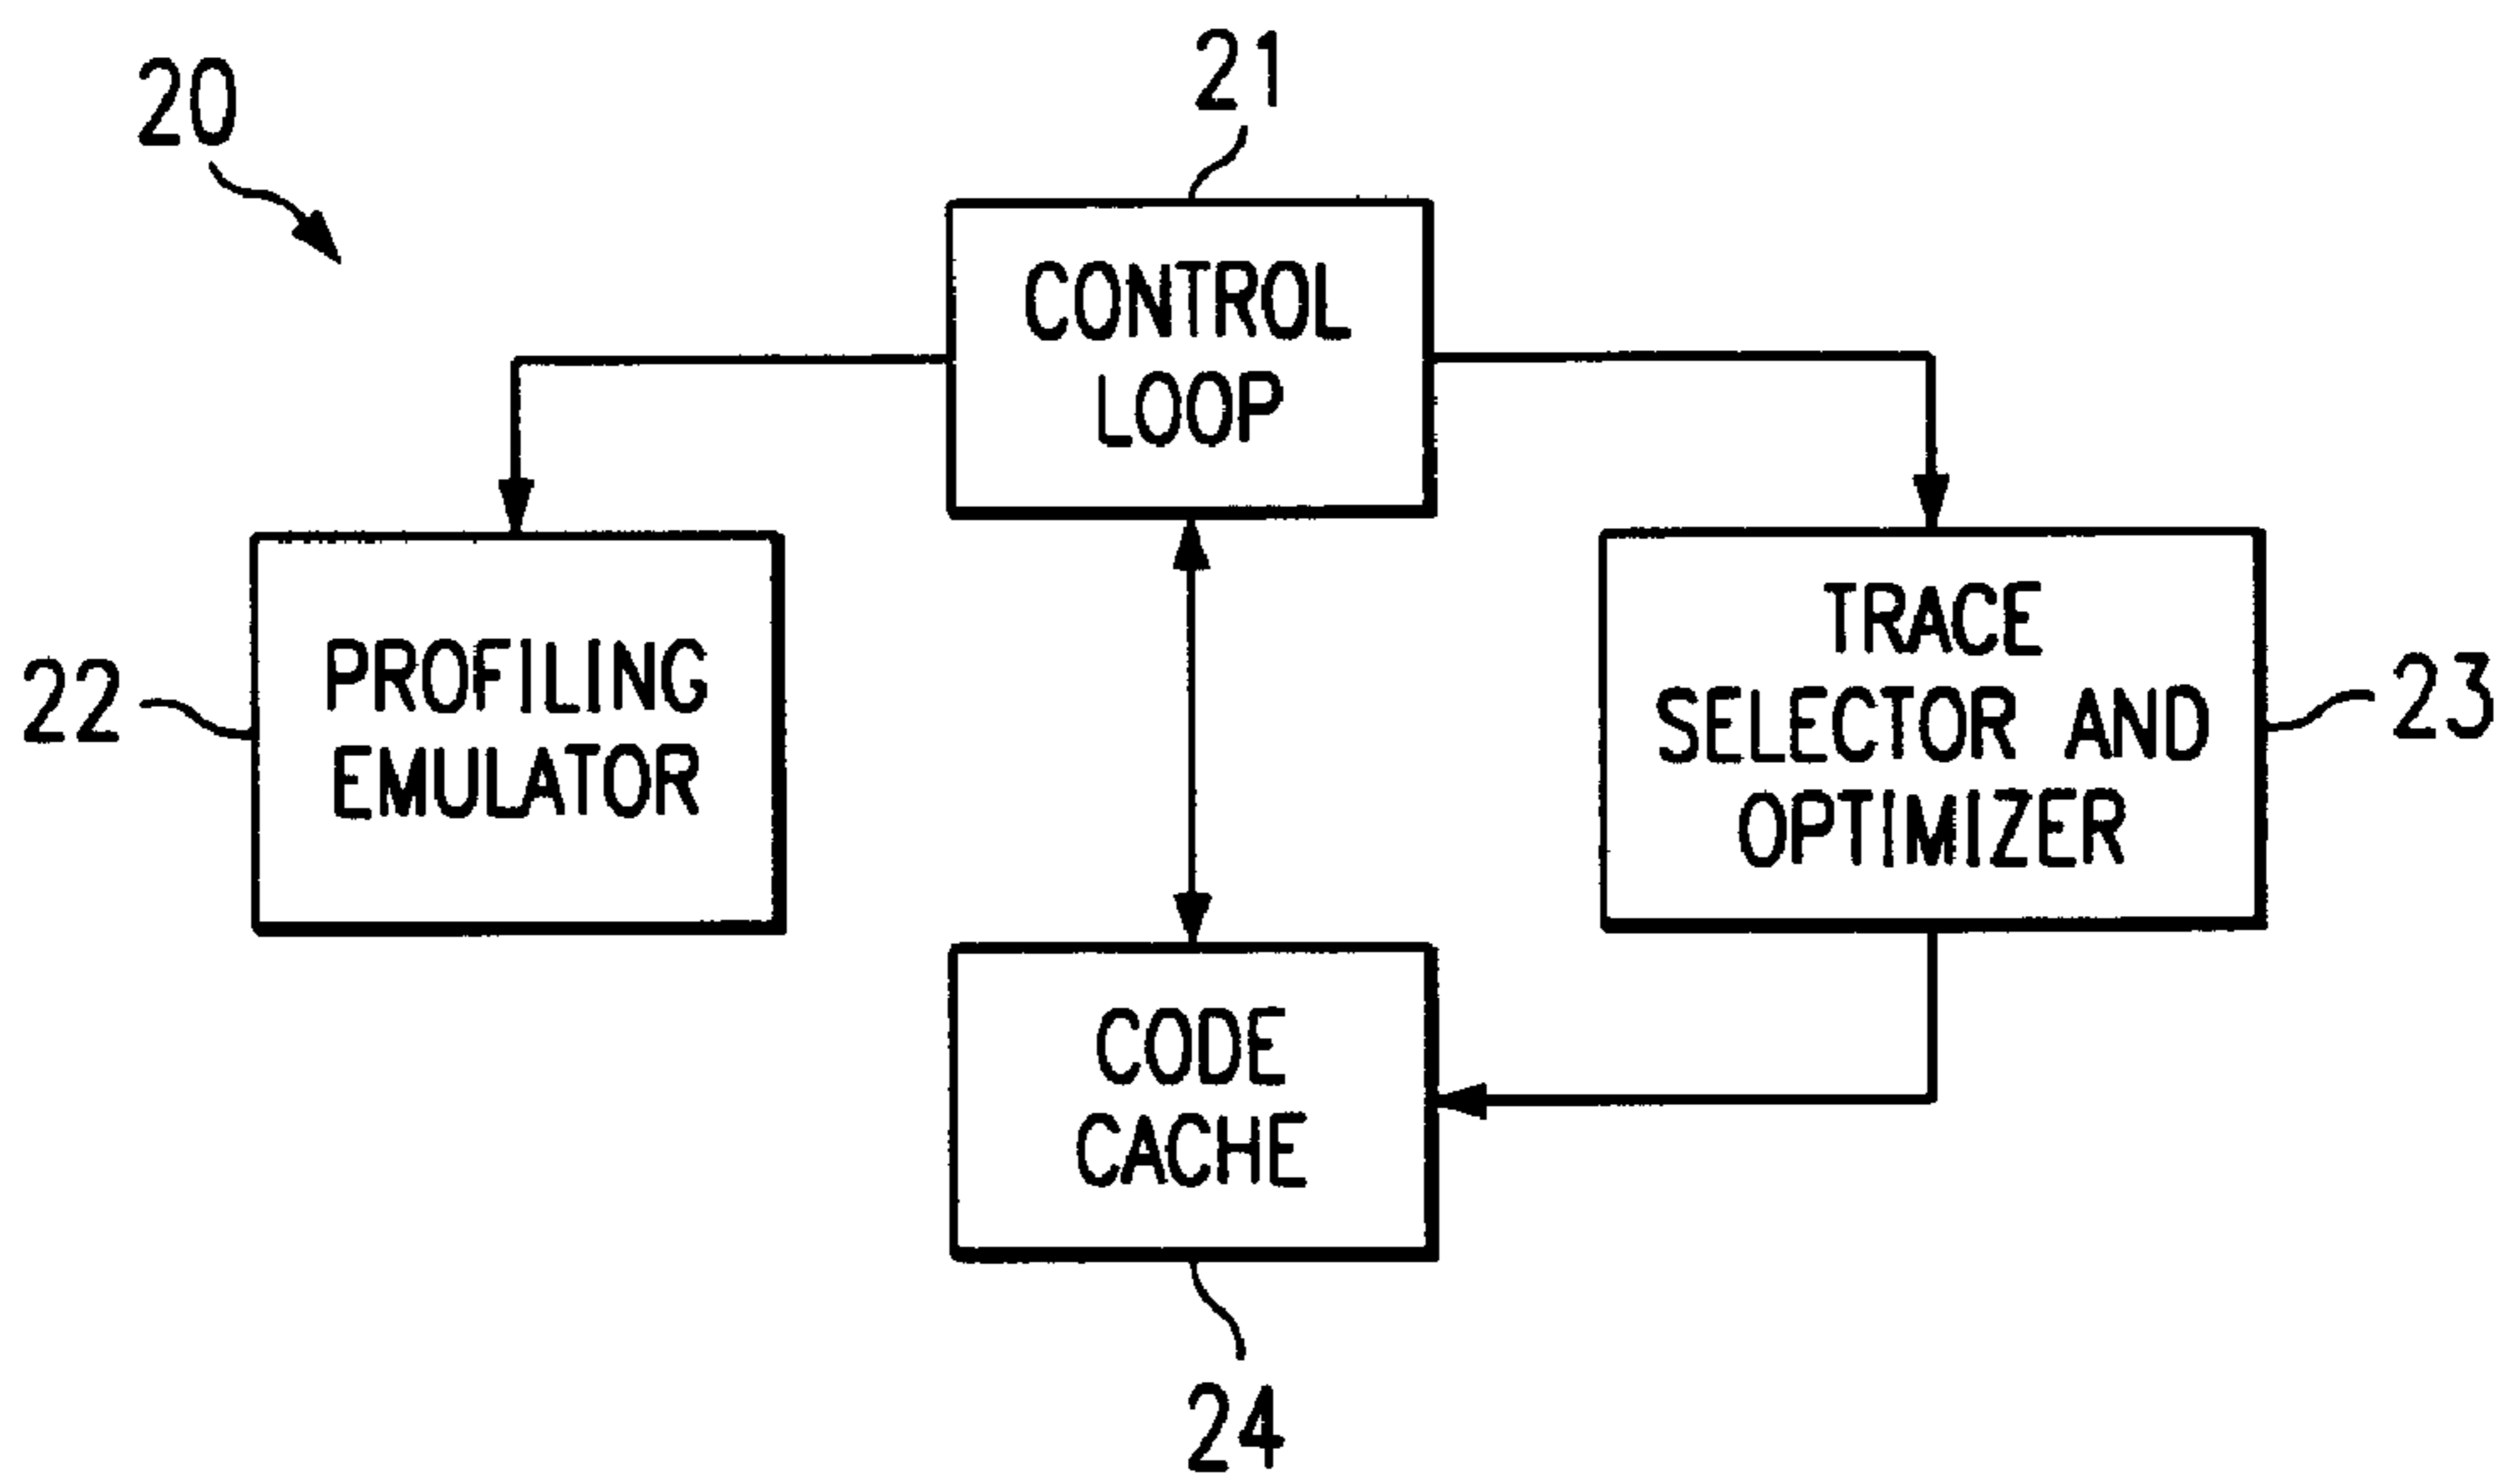 20
21
CONTROL
LOOP
22
PROFILING
EMULATOR
TRACE
SELECTOR AND
OPTIMIZER
23
CODE
CACHE
24